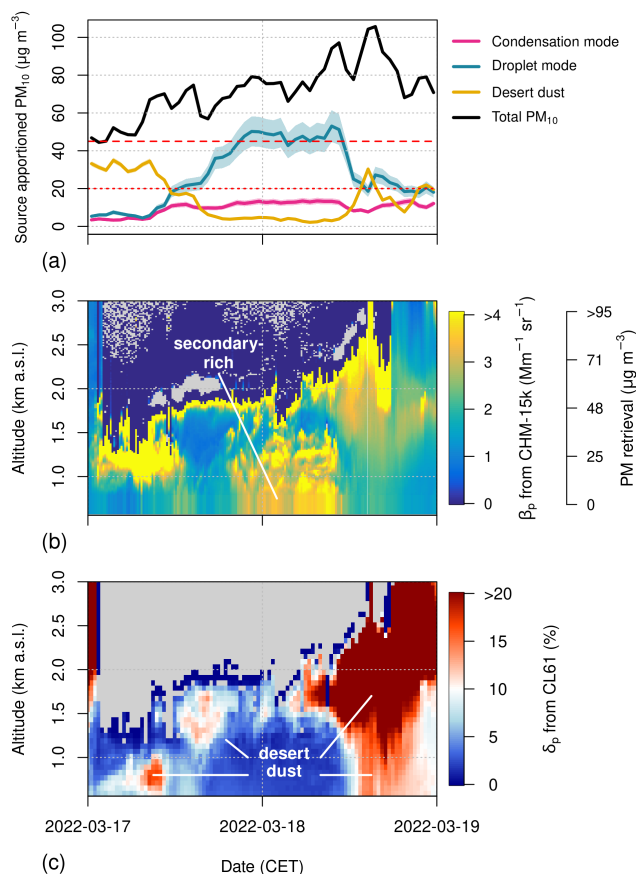 Source apportioned PM₁₀ (µg m⁻³)
100
80
60
40
20
0
Condensation mode
Droplet mode
Desert dust
Total PM₁₀
(a)
Altitude (km a.s.l.)
3.0
2.5
2.0
1.5
1.0
secondary-
rich
>4
3
2
1
0
βₚ from CHM-15k (Mm⁻¹ sr⁻¹)
>95
71
48
25
0
PM retrieval (µg m⁻³)
(b)
Altitude (km a.s.l.)
3.0
2.5
2.0
1.5
1.0
desert
dust
>20
15
10
5
0
δₚ from CL61 (%)
2022-03-17
2022-03-18
2022-03-19
(c)
Date (CET)